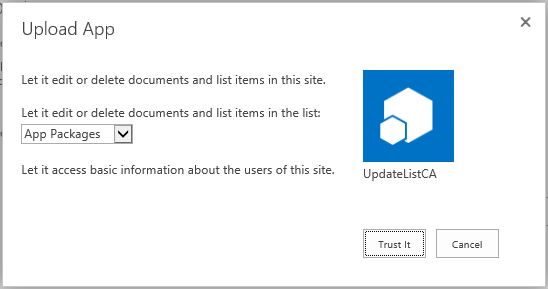 Upload App
Let it edit or delete documents and list items in this site.
Let it edit or delete documents and list items in the list:
App Packages
Let it access basic information about the users of this site.
UpdateListCA
Trust It
Cancel